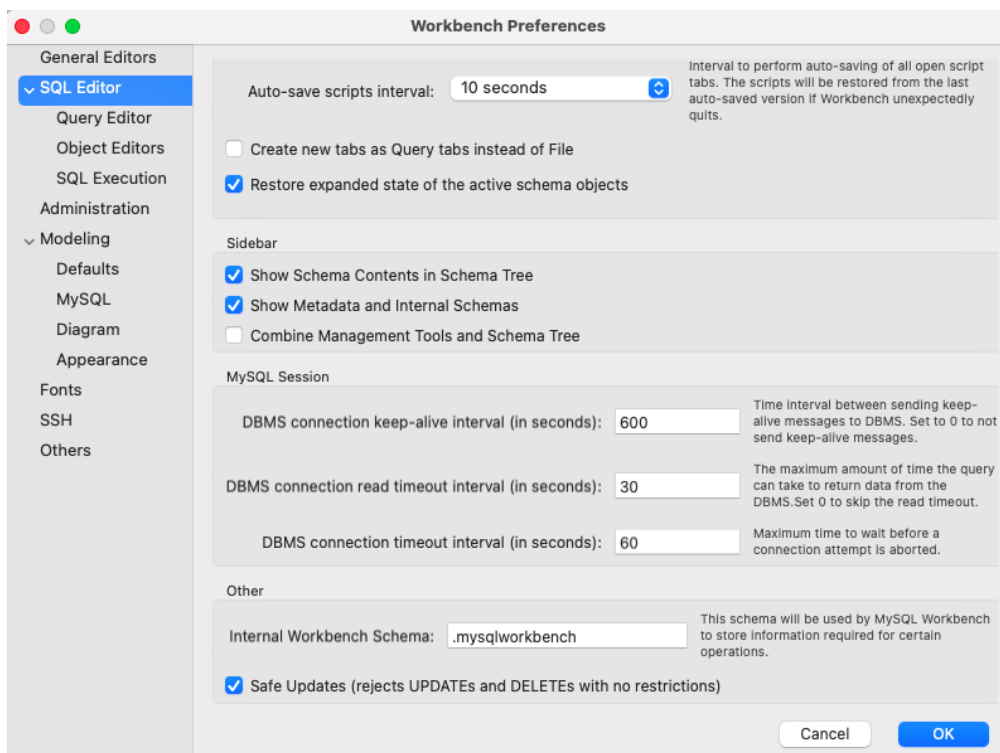 Workbench Preferences
General Editors
SQL Editor
Query Editor
Object Editors
SQL Execution
Administration
Modeling
Defaults
MySQL
Diagram
Appearance
Fonts
SSH
Others
Auto-save scripts interval:
10 seconds
Interval to perform auto-saving of all open script
tabs. The scripts will be restored from the last
auto-saved version if Workbench unexpectedly
quits.
Create new tabs as Query tabs instead of File
Restore expanded state of the active schema objects
Sidebar
Show Schema Contents in Schema Tree
Show Metadata and Internal Schemas
Combine Management Tools and Schema Tree
MySQL Session
DBMS connection keep-alive interval (in seconds):
600
Time interval between sending keep-
alive messages to DBMS. Set to 0 to not
send keep-alive messages.
DBMS connection read timeout interval (in seconds):
30
The maximum amount of time the query
can take to return data from the
DBMS.Set 0 to skip the read timeout.
DBMS connection timeout interval (in seconds):
60
Maximum time to wait before a
connection attempt is aborted.
Other
Internal Workbench Schema:
.mysqlworkbench
This schema will be used by MySQL Workbench
to store information required for certain
operations.
Safe Updates (rejects UPDATEs and DELETEs with no restrictions)
Cancel
OK